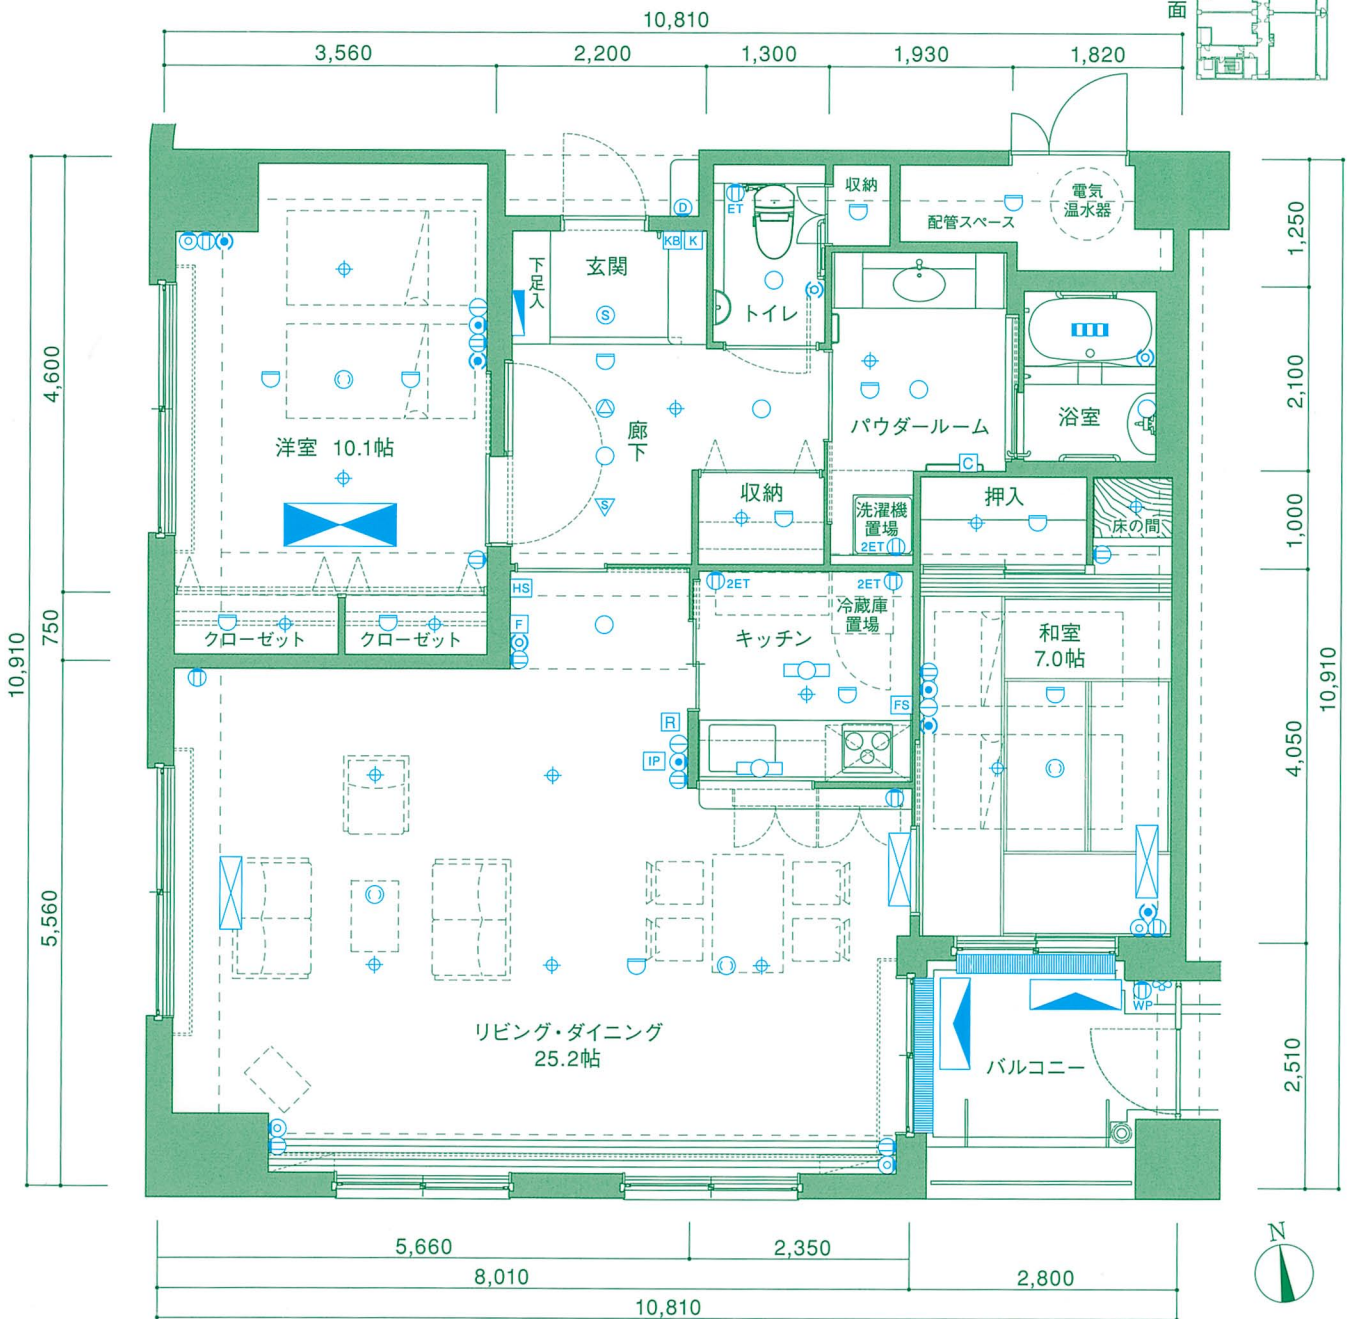 面
10,810
3,560
2,200
1,300
1,930
1,820
10,910
4,600
750
5,560
1,250
2,100
1,000
4,050
2,510
10,910
D
KB
K
下足入
玄関
S
ET
トイレ
収納
配管スペース
電気
温水器
洋室 10.1帖
廊下
S
パウダールーム
C
浴室
収納
洗濯機
置場
2ET
押入
床の間
クローゼット
クローゼット
HS
F
2ET
2ET
冷蔵庫
置場
キッチン
FS
R
IP
和室
7.0帖
リビング・ダイニング
25.2帖
WP
バルコニー
5,660
2,350
8,010
2,800
10,810
N